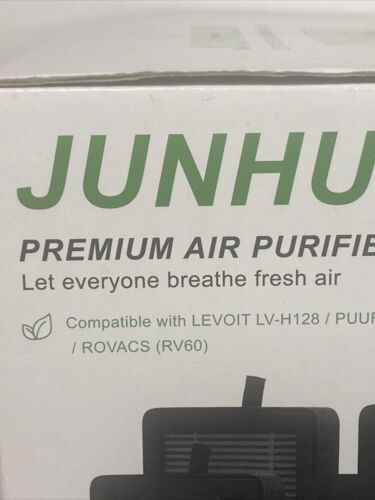 JUNHU
PREMIUM AIR PURIFIE
Let everyone breathe fresh air
Compatible with LEVOIT LV-H128 / PUUR
/ ROVACS (RV60)